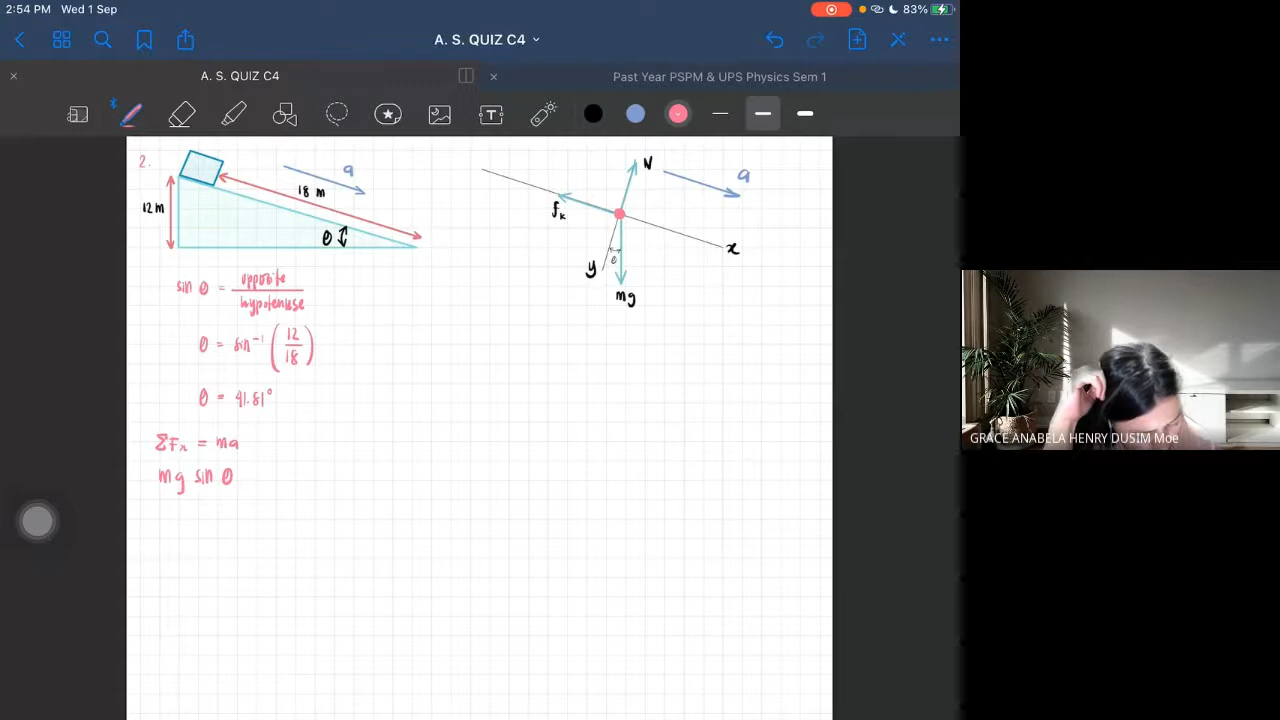 2:54 PM Wed 1 Sep
83%
A. S. QUIZ C4
A. S. QUIZ C4
Past Year PSPM & UPS Physics Sem 1
2.
a
18 m
12 m
θ
N
a
fk
x
y
θ
mg
sin θ = opposite / hypotenuse
θ = sin⁻¹ (12/18)
θ = 41.81°
ΣFx = ma
mg sin θ
GRACE ANABELA HENRY DUSIM Moe